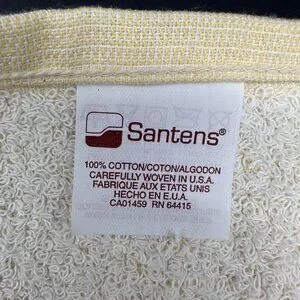 Santens®
100% COTTON/COTON/ALGODON
CAREFULLY WOVEN IN U.S.A.
FABRIQUE AUX ETATS UNIS
HECHO EN E.U.A.
CA01459 RN 64415